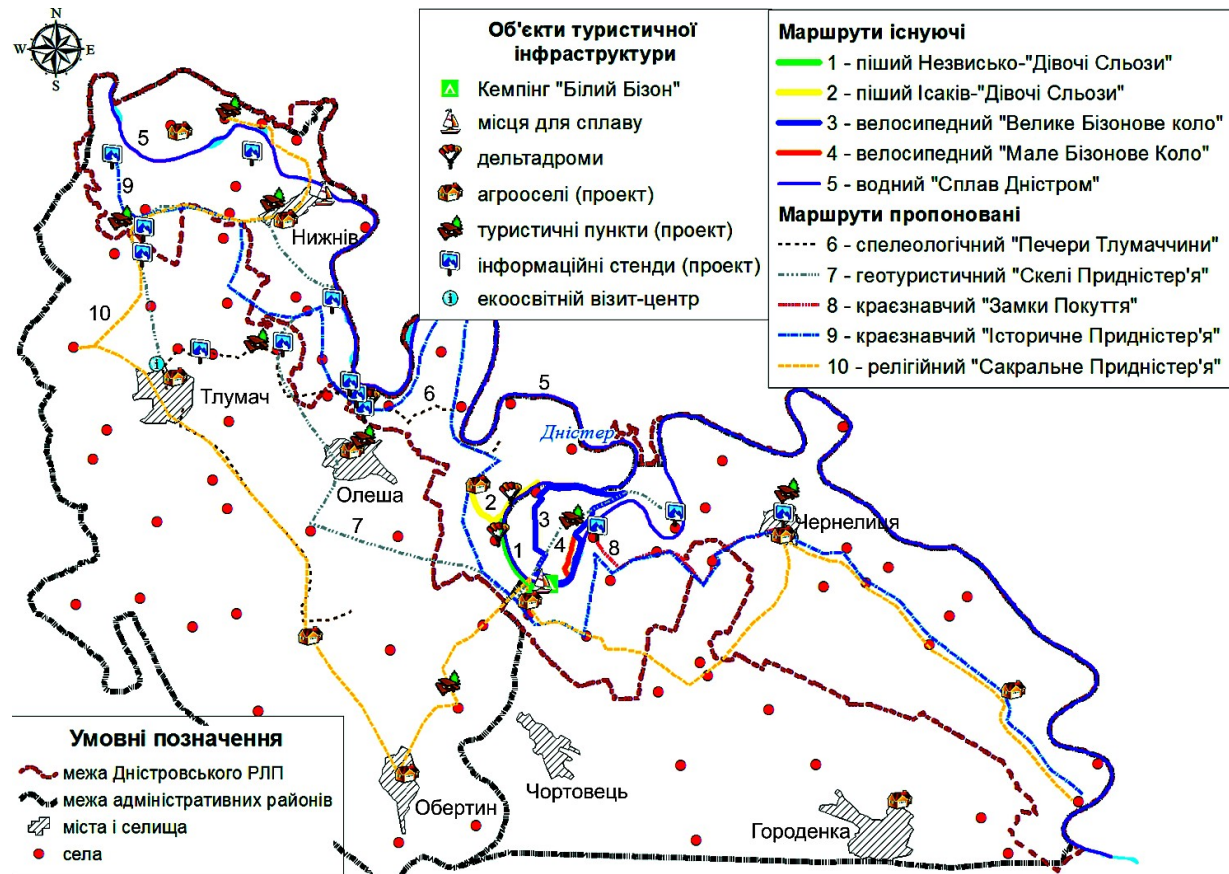 N
W E
S
Об'єкти туристичної
інфраструктури
Кемпінг "Білий Бізон"
місця для сплаву
дельтадроми
агрооселі (проект)
туристичні пункти (проект)
інформаційні стенди (проект)
i екоосвітній візит-центр
Маршрути існуючі
1 - піший Незвисько-"Дівочі Сльози"
2 - піший Ісаків-"Дівочі Сльози"
3 - велосипедний "Велике Бізонове коло"
4 - велосипедний "Мале Бізонове Коло"
5 - водний "Сплав Дністром"
Маршрути пропоновані
6 - спелеологічний "Печери Тлумаччини"
7 - геотуристичний "Скелі Придністер'я"
8 - краєзнавчий "Замки Покуття"
9 - краєзнавчий "Історичне Придністер'я"
10 - релігійний "Сакральне Придністер'я"
5
9
Нижнів
10
i
Тлумач
6
5
Дністер
Олеша
2
7
3
Чернелиця
1
4
8
Обертин
Чортовець
Городенка
Умовні позначення
межа Дністровського РЛП
межа адміністративних районів
міста і селища
села